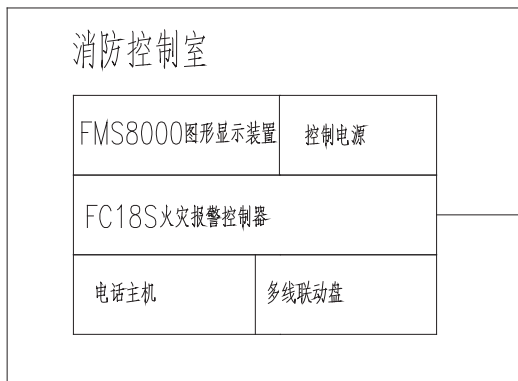 消防控制室
FMS8000图形显示装置
控制电源
FC18S火灾报警控制器
电话主机
多线联动盘